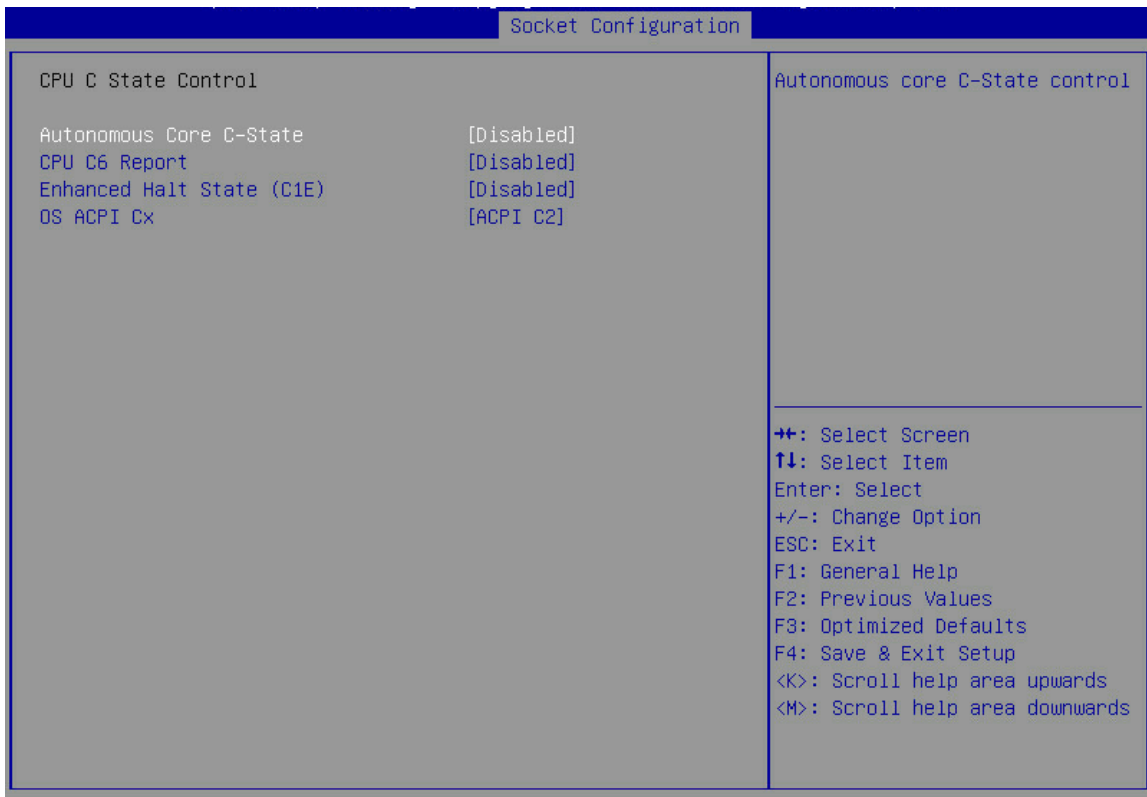 Socket Configuration
CPU C State Control
Autonomous Core C-State [Disabled]
CPU C6 Report [Disabled]
Enhanced Halt State (C1E) [Disabled]
OS ACPI Cx [ACPI C2]
Autonomous core C-State control
→←: Select Screen
↑↓: Select Item
Enter: Select
+/-: Change Option
ESC: Exit
F1: General Help
F2: Previous Values
F3: Optimized Defaults
F4: Save & Exit Setup
<K>: Scroll help area upwards
<M>: Scroll help area downwards